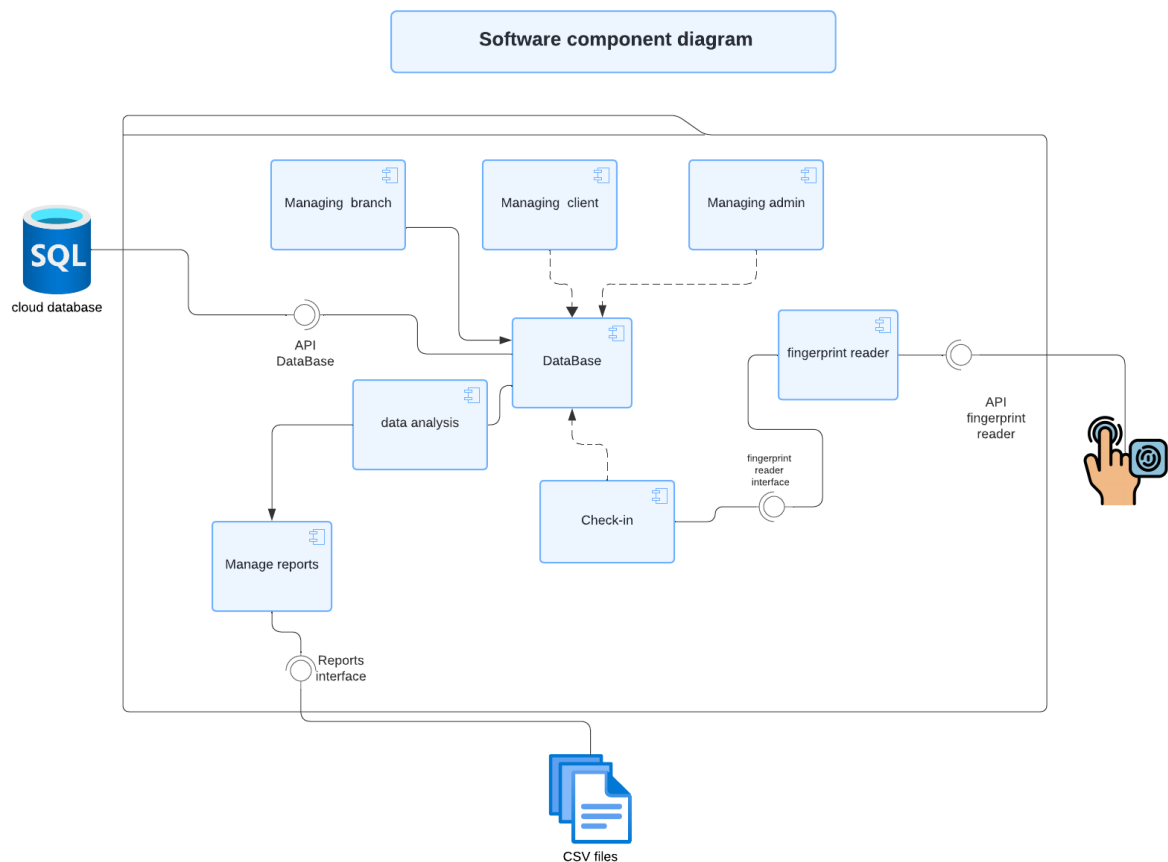 Software component diagram
Managing branch
Managing client
Managing admin
SQL
cloud database
API
DataBase
DataBase
fingerprint reader
data analysis
API
fingerprint
reader
fingerprint
reader
interface
Check-in
Manage reports
Reports
interface
CSV files